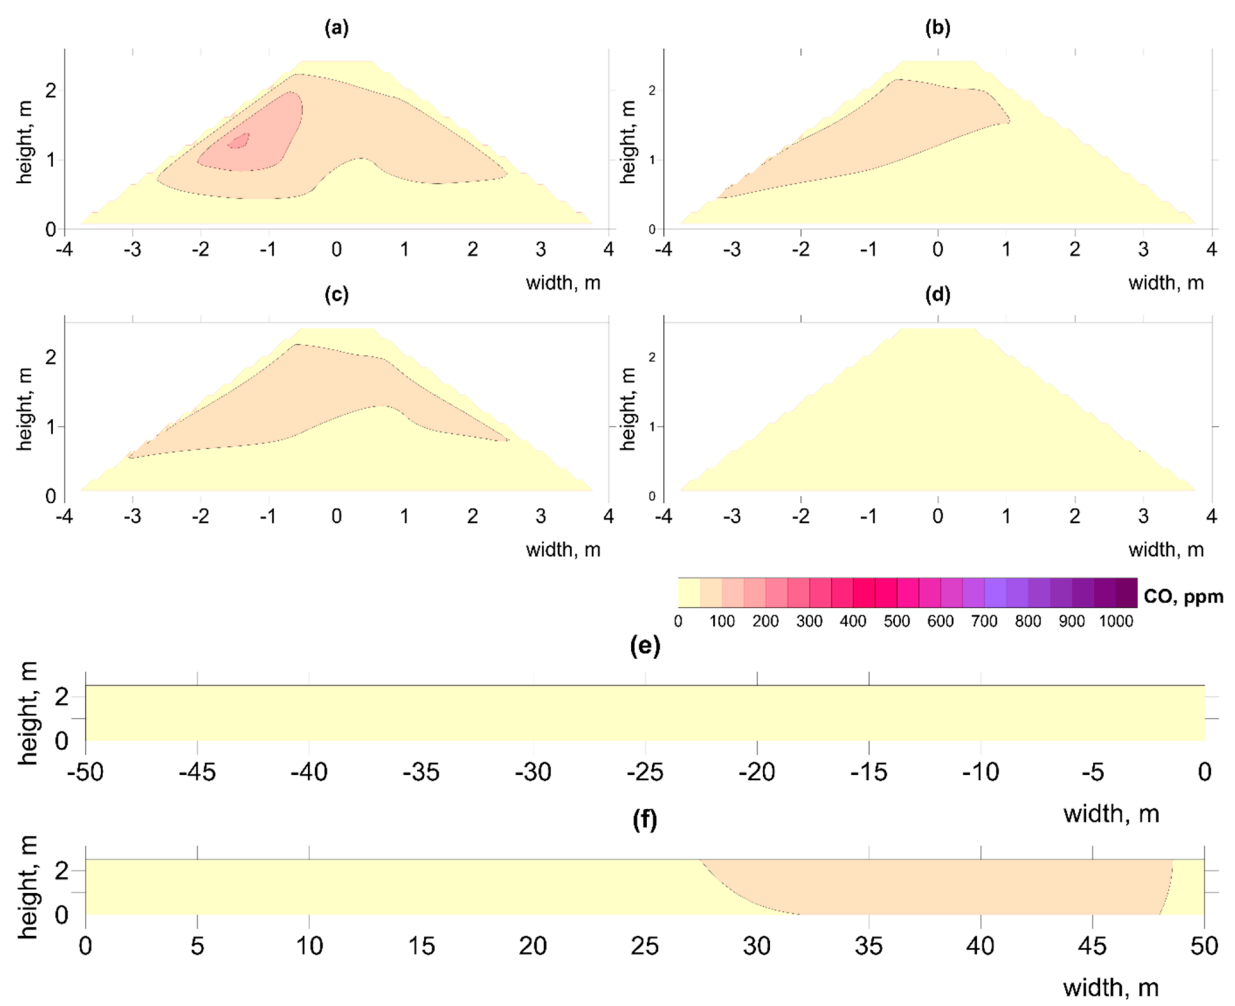 (a)
(b)
height, m
2
1
0
-4 -3 -2 -1 0 1 2 3 4
width, m
height, m
2
1
0
-4 -3 -2 -1 0 1 2 3 4
width, m
(c)
(d)
height, m
2
1
0
-4 -3 -2 -1 0 1 2 3 4
width, m
height, m
2
1
0
-4 -3 -2 -1 0 1 2 3 4
width, m
CO, ppm
0 100 200 300 400 500 600 700 800 900 1000
(e)
height, m
2
0
-50 -45 -40 -35 -30 -25 -20 -15 -10 -5 0
width, m
(f)
height, m
2
0
0 5 10 15 20 25 30 35 40 45 50
width, m